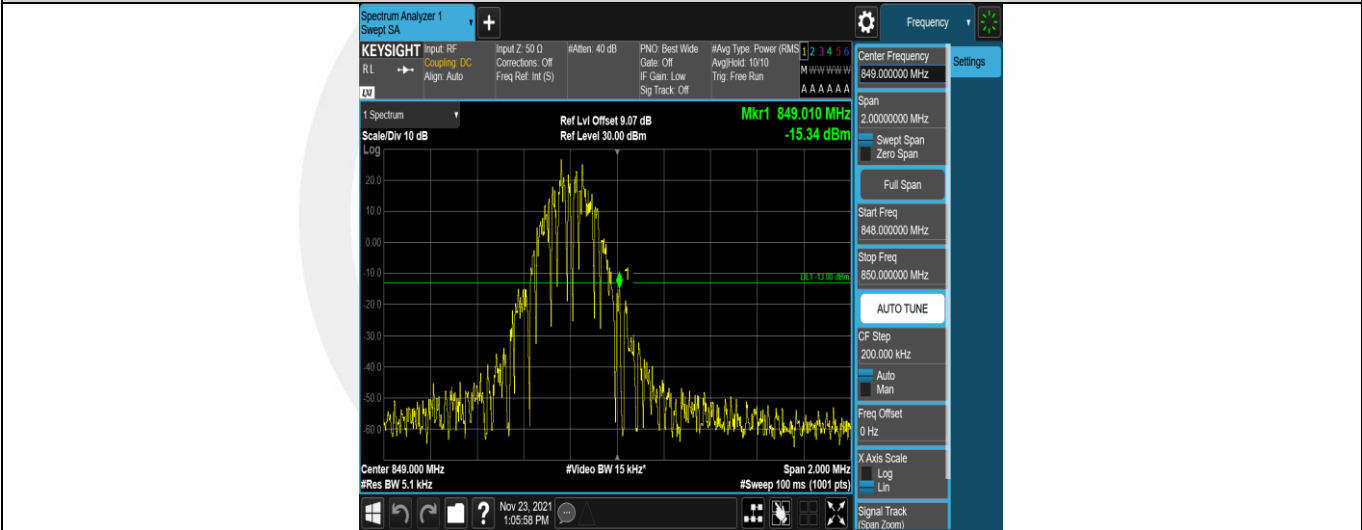 Spectrum Analyzer 1
Swept SA
+
Frequency
KEYSIGHT
RL
LXI
Input: RF
Coupling: DC
Align: Auto
Input Z: 50 Ω
Corrections: Off
Freq Ref: Int (S)
#Atten: 40 dB
PNO: Best Wide
Gate: Off
IF Gain: Low
Sig Track: Off
#Avg Type: Power (RMS
Avg|Hold: 10/10
Trig: Free Run
1 2 3 4 5 6
M W W W W W
A A A A A A
1 Spectrum
Scale/Div 10 dB
Log
Ref Lvl Offset 9.07 dB
Ref Level 30.00 dBm
Mkr1 849.010 MHz
-15.34 dBm
20.0
10.0
0.00
-10.0
-20.0
-30.0
-40.0
-50.0
-60.0
1
DL1 -13.00 dBm
Center 849.000 MHz
#Res BW 5.1 kHz
#Video BW 15 kHz*
Span 2.000 MHz
#Sweep 100 ms (1001 pts)
Center Frequency
849.000000 MHz
Settings
Span
2.00000000 MHz
Swept Span
Zero Span
Full Span
Start Freq
848.000000 MHz
Stop Freq
850.000000 MHz
AUTO TUNE
CF Step
200.000 kHz
Auto
Man
Freq Offset
0 Hz
X Axis Scale
Log
Lin
Signal Track
(Span Zoom)
?
Nov 23, 2021
1:05:58 PM